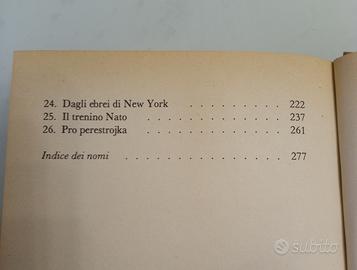 24. Dagli ebrei di New York . . . . . . . . . 222
25. Il trenino Nato . . . . . . . . . . . . 237
26. Pro perestrojka . . . . . . . . . . . . 261
Indice dei nomi . . . . . . . . . . . . . 277
subito